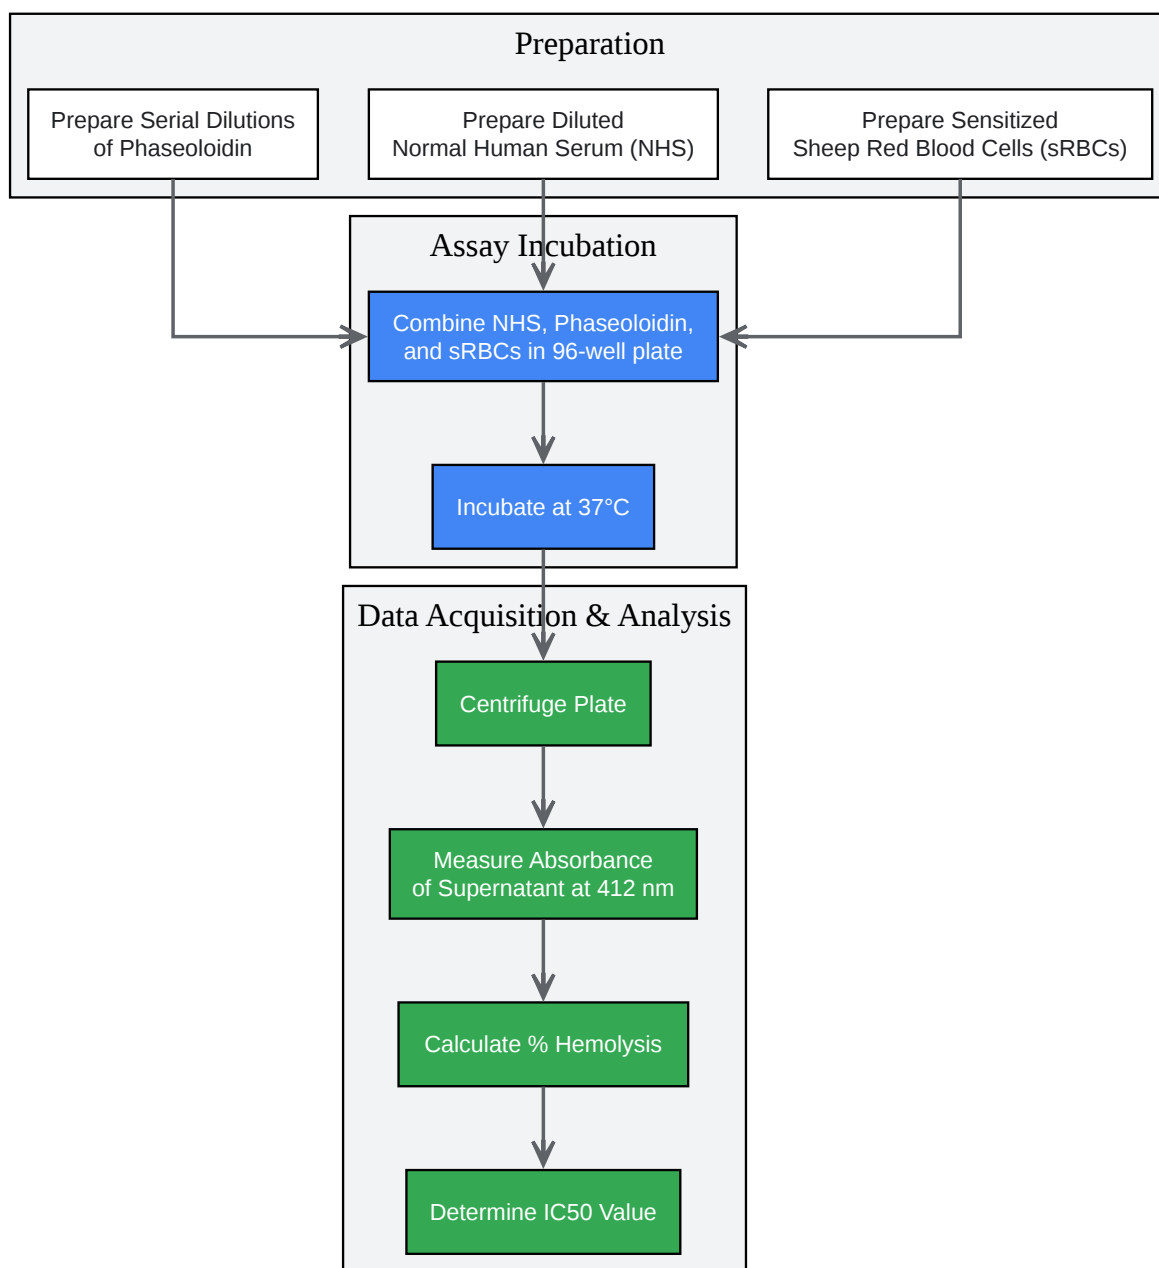 Preparation
Prepare Serial Dilutions
of Phaseoloidin
Prepare Diluted
Normal Human Serum (NHS)
Prepare Sensitized
Sheep Red Blood Cells (sRBCs)
Assay Incubation
Combine NHS, Phaseoloidin,
and sRBCs in 96-well plate
Incubate at 37°C
Data Acquisition & Analysis
Centrifuge Plate
Measure Absorbance
of Supernatant at 412 nm
Calculate % Hemolysis
Determine IC50 Value